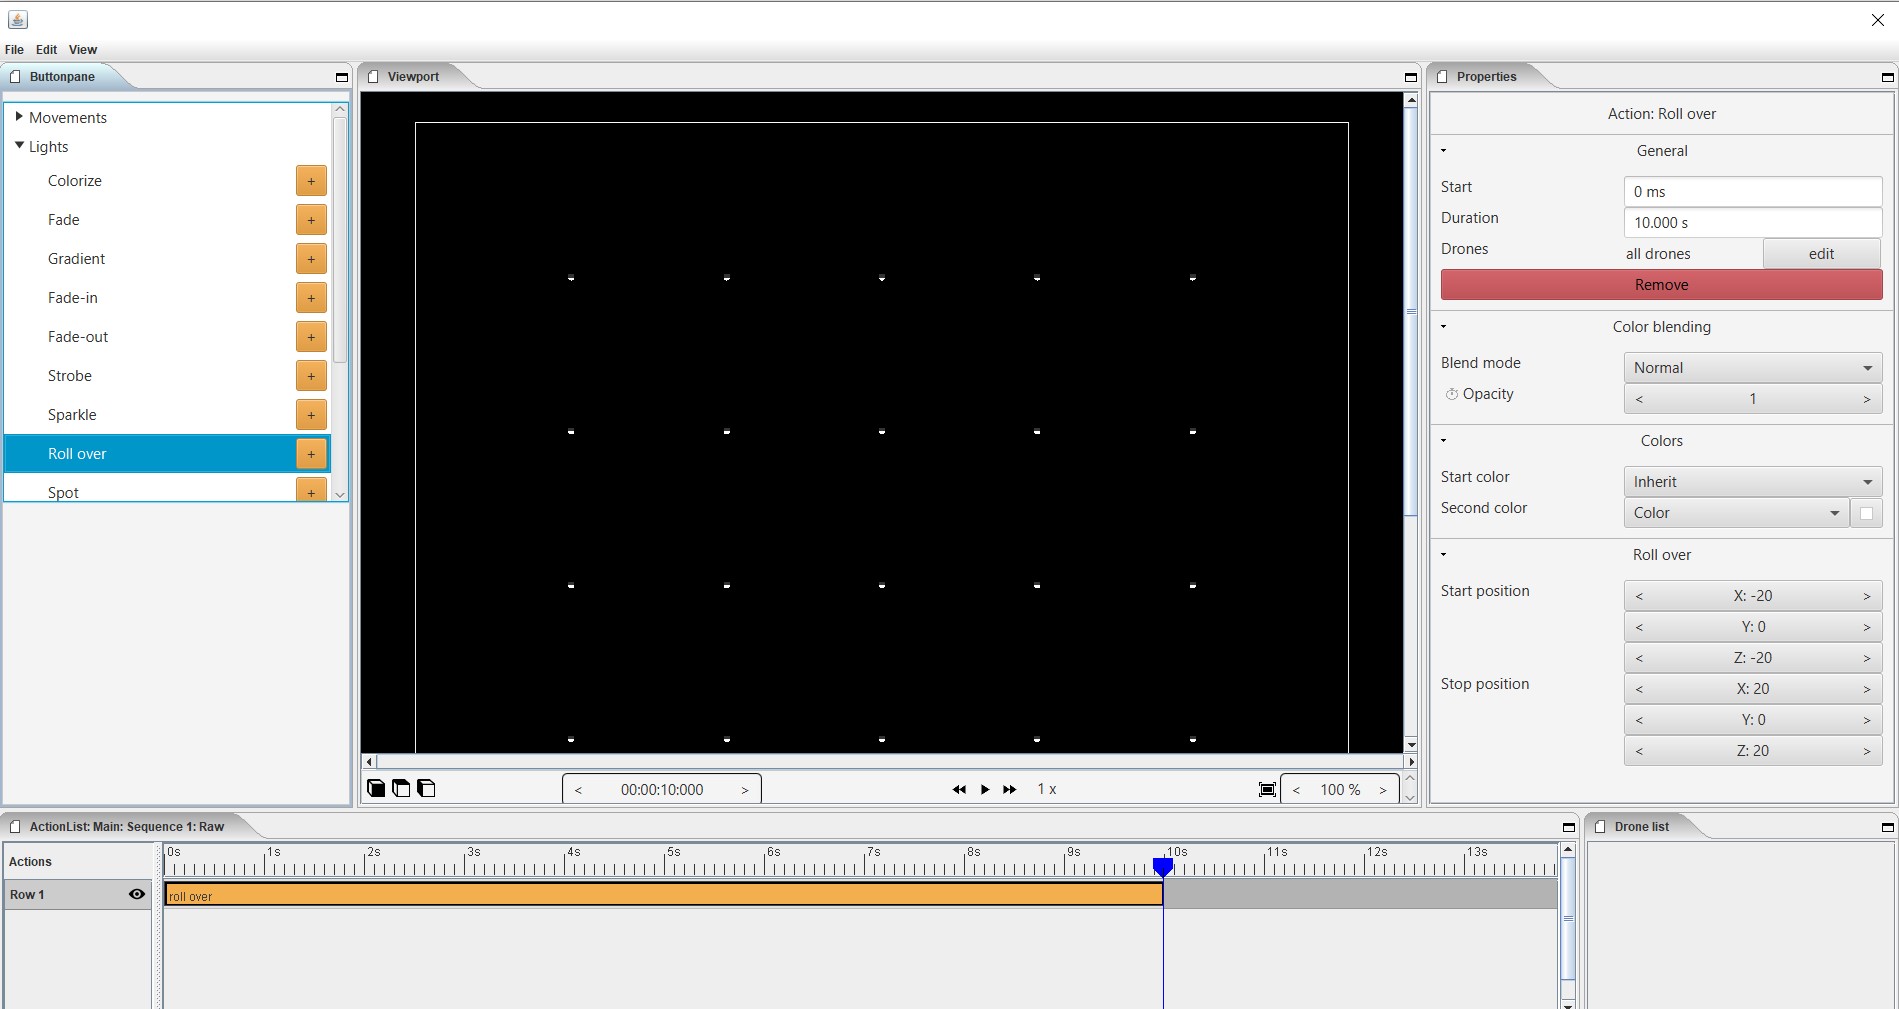 File Edit View
Buttonpane
Movements
Lights
Colorize +
Fade +
Gradient +
Fade-in +
Fade-out +
Strobe +
Sparkle +
Roll over +
Spot +
Viewport
< 00:00:10:000 >
1 x
< 100 % >
Properties
Action: Roll over
General
Start 0 ms
Duration 10.000 s
Drones all drones edit
Remove
Color blending
Blend mode Normal
Opacity < 1 >
Colors
Start color Inherit
Second color Color
Roll over
Start position < X: -20 >
< Y: 0 >
< Z: -20 >
Stop position < X: 20 >
< Y: 0 >
< Z: 20 >
ActionList: Main: Sequence 1: Raw
Actions 0s 1s 2s 3s 4s 5s 6s 7s 8s 9s 10s 11s 12s 13s
Row 1 roll over
Drone list